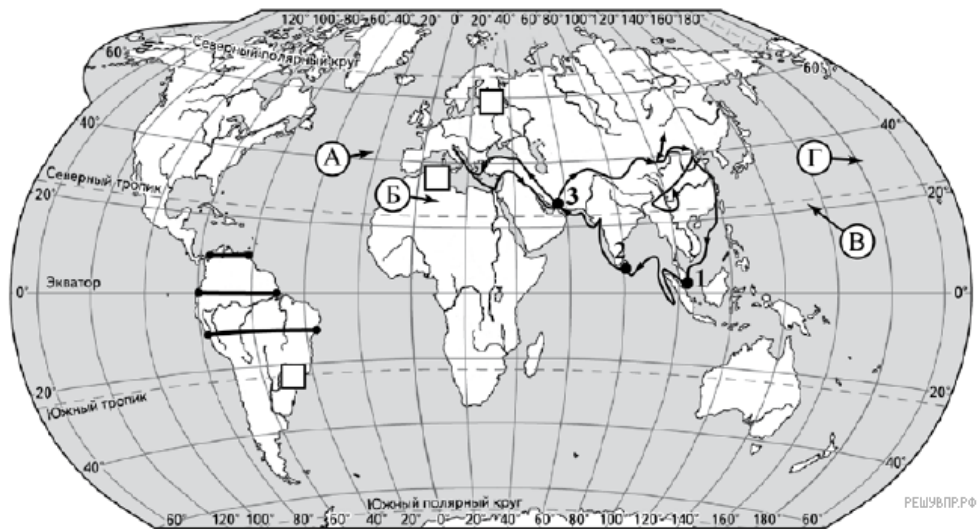 120° 100° 80° 60° 40° 20° 0° 20° 40° 60° 80° 100° 120° 140° 160° 180°
60° Северный полярный круг 60°
40° А Г 40°
Северный тропик
20° Б 3 20°
В
2
Экватор 1
0° 0°
20° 20°
Южный тропик
40° 40°
Южный полярный круг
60° 120° 100° 80° 60° 40° 20° 0° 20° 40° 60° 80° 100° 120° 140° 180° 60°
РЕШУВПР.РФ